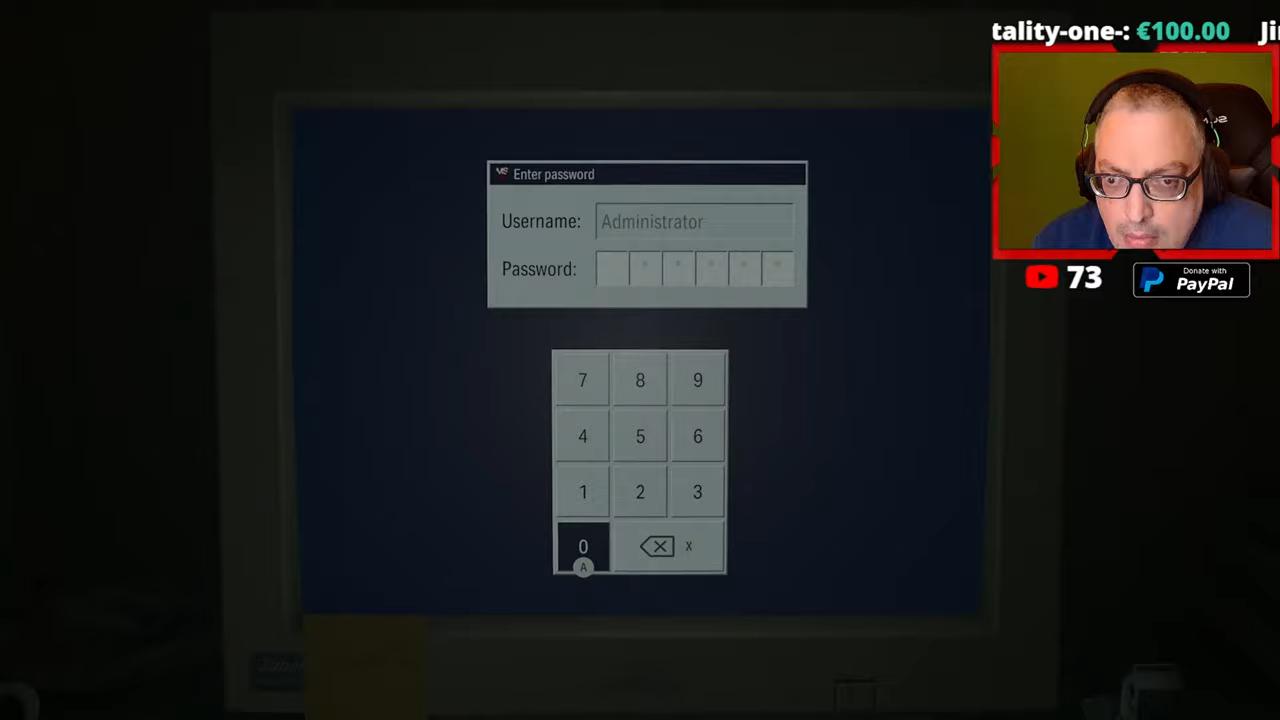 tality-one-: €100.00 Ji
Enter password
Username: Administrator
Password:
73
Donate with
PayPal
7 8 9
4 5 6
1 2 3
0 X
A